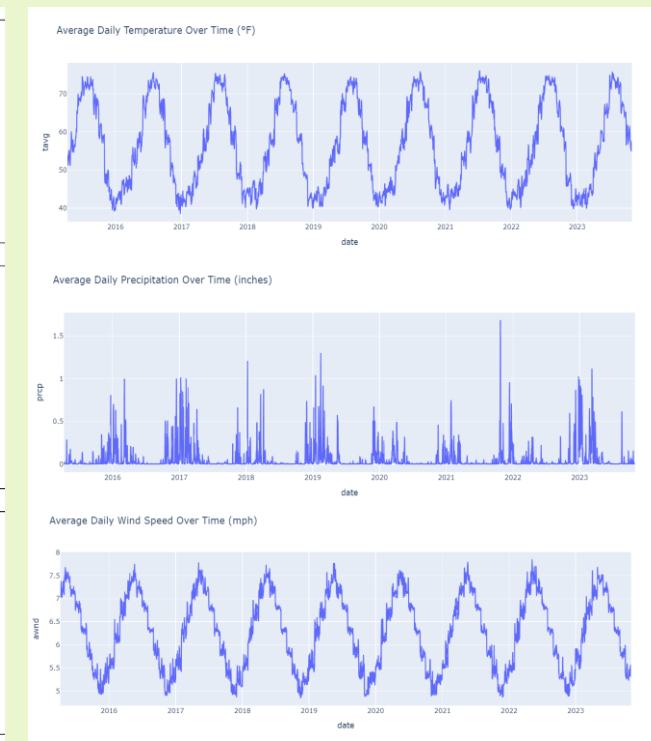 Average Daily Temperature Over Time (°F)
70
60
50
40
tavg
2016 2017 2018 2019 2020 2021 2022 2023
date
Average Daily Precipitation Over Time (inches)
1.5
1
0.5
0
prcp
2016 2017 2018 2019 2020 2021 2022 2023
date
Average Daily Wind Speed Over Time (mph)
8
7.5
7
6.5
6
5.5
5
awnd
2016 2017 2018 2019 2020 2021 2022 2023
date